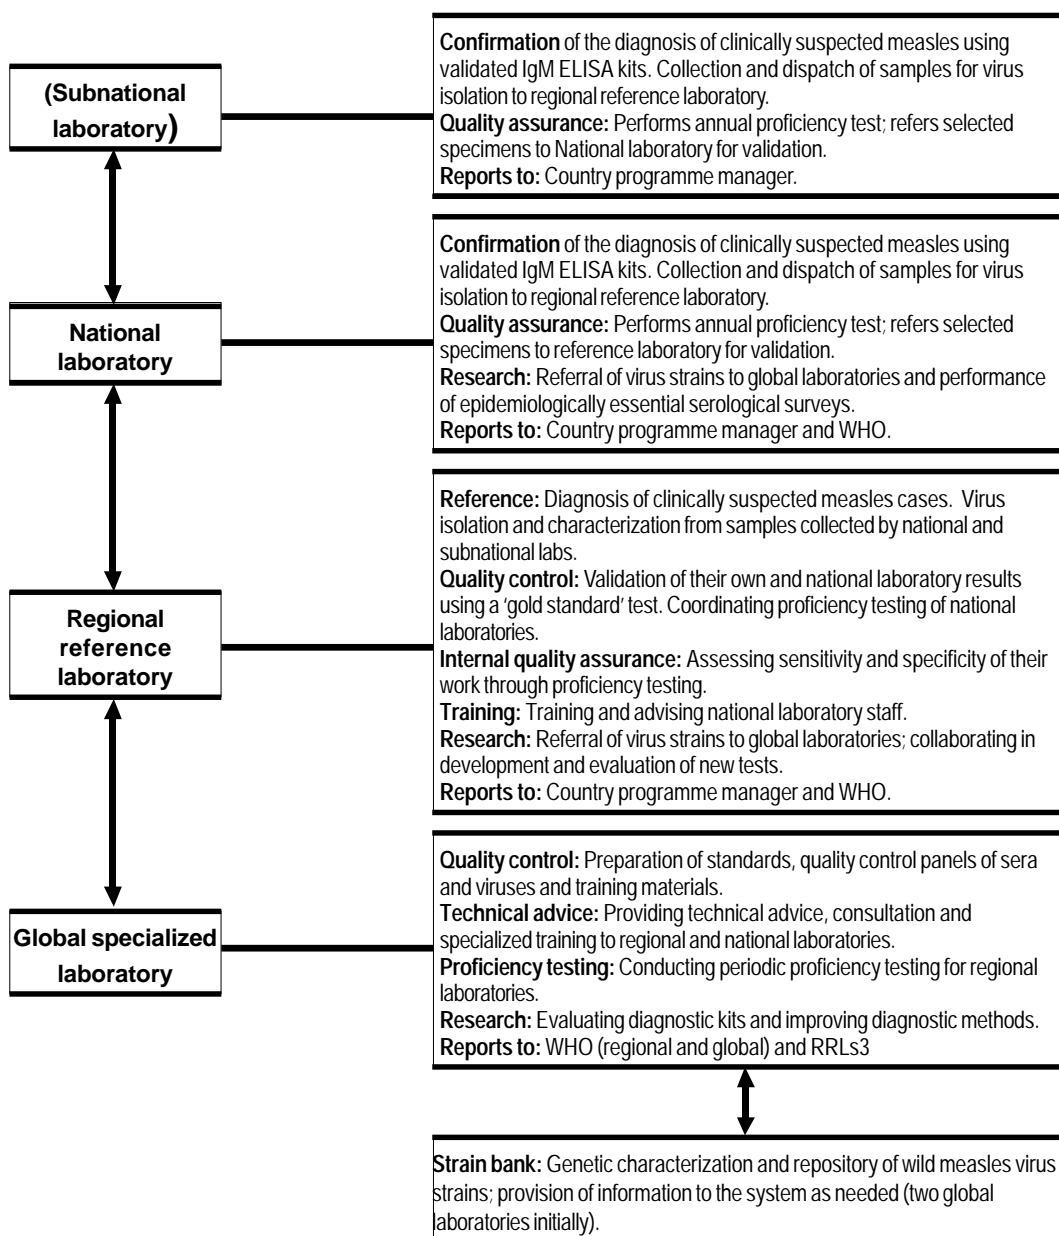 (Subnational
laboratory)
Confirmation of the diagnosis of clinically suspected measles using
validated IgM ELISA kits. Collection and dispatch of samples for virus
isolation to regional reference laboratory.
Quality assurance: Performs annual proficiency test; refers selected
specimens to National laboratory for validation.
Reports to: Country programme manager.
National
laboratory
Confirmation of the diagnosis of clinically suspected measles using
validated IgM ELISA kits. Collection and dispatch of samples for virus
isolation to regional reference laboratory.
Quality assurance: Performs annual proficiency test; refers selected
specimens to reference laboratory for validation.
Research: Referral of virus strains to global laboratories and performance
of epidemiologically essential serological surveys.
Reports to: Country programme manager and WHO.
Regional
reference
laboratory
Reference: Diagnosis of clinically suspected measles cases. Virus
isolation and characterization from samples collected by national and
subnational labs.
Quality control: Validation of their own and national laboratory results
using a ‘gold standard’ test. Coordinating proficiency testing of national
laboratories.
Internal quality assurance: Assessing sensitivity and specificity of their
work through proficiency testing.
Training: Training and advising national laboratory staff.
Research: Referral of virus strains to global laboratories; collaborating in
development and evaluation of new tests.
Reports to: Country programme manager and WHO.
Global specialized
laboratory
Quality control: Preparation of standards, quality control panels of sera
and viruses and training materials.
Technical advice: Providing technical advice, consultation and
specialized training to regional and national laboratories.
Proficiency testing: Conducting periodic proficiency testing for regional
laboratories.
Research: Evaluating diagnostic kits and improving diagnostic methods.
Reports to: WHO (regional and global) and RRLs3
Strain bank: Genetic characterization and repository of wild measles virus
strains; provision of information to the system as needed (two global
laboratories initially).